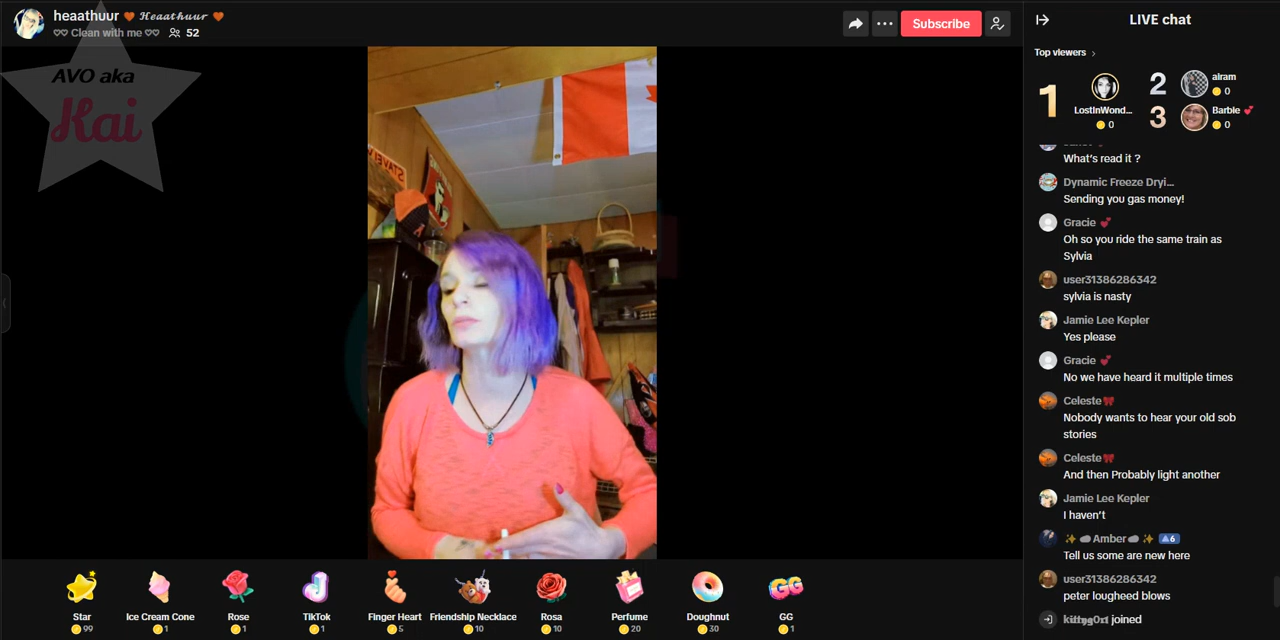 heaathuur 🧡 𝓗𝓮𝓪𝓪𝓽𝓱𝓾𝓾𝓻 🧡
♡♡ Clean with me ♡♡ 52
Subscribe
AVO aka
Kai
LIVE chat
Top viewers >
1
LostInWond...
0
2
alram
0
3
Barbie 💕
0
What's read it ?
Dynamic Freeze Dryi...
Sending you gas money!
Gracie 💕
Oh so you ride the same train as
Sylvia
user31386286342
sylvia is nasty
Jamie Lee Kepler
Yes please
Gracie 💕
No we have heard it multiple times
Celeste🎀
Nobody wants to hear your old sob
stories
Celeste🎀
And then Probably light another
Jamie Lee Kepler
I haven't
✨☁️Amber☁️✨ 6
Tell us some are new here
user31386286342
peter lougheed blows
joined
Star
99
Ice Cream Cone
1
Rose
1
TikTok
1
Finger Heart
5
Friendship Necklace
10
Rosa
10
Perfume
20
Doughnut
30
GG
GG
1